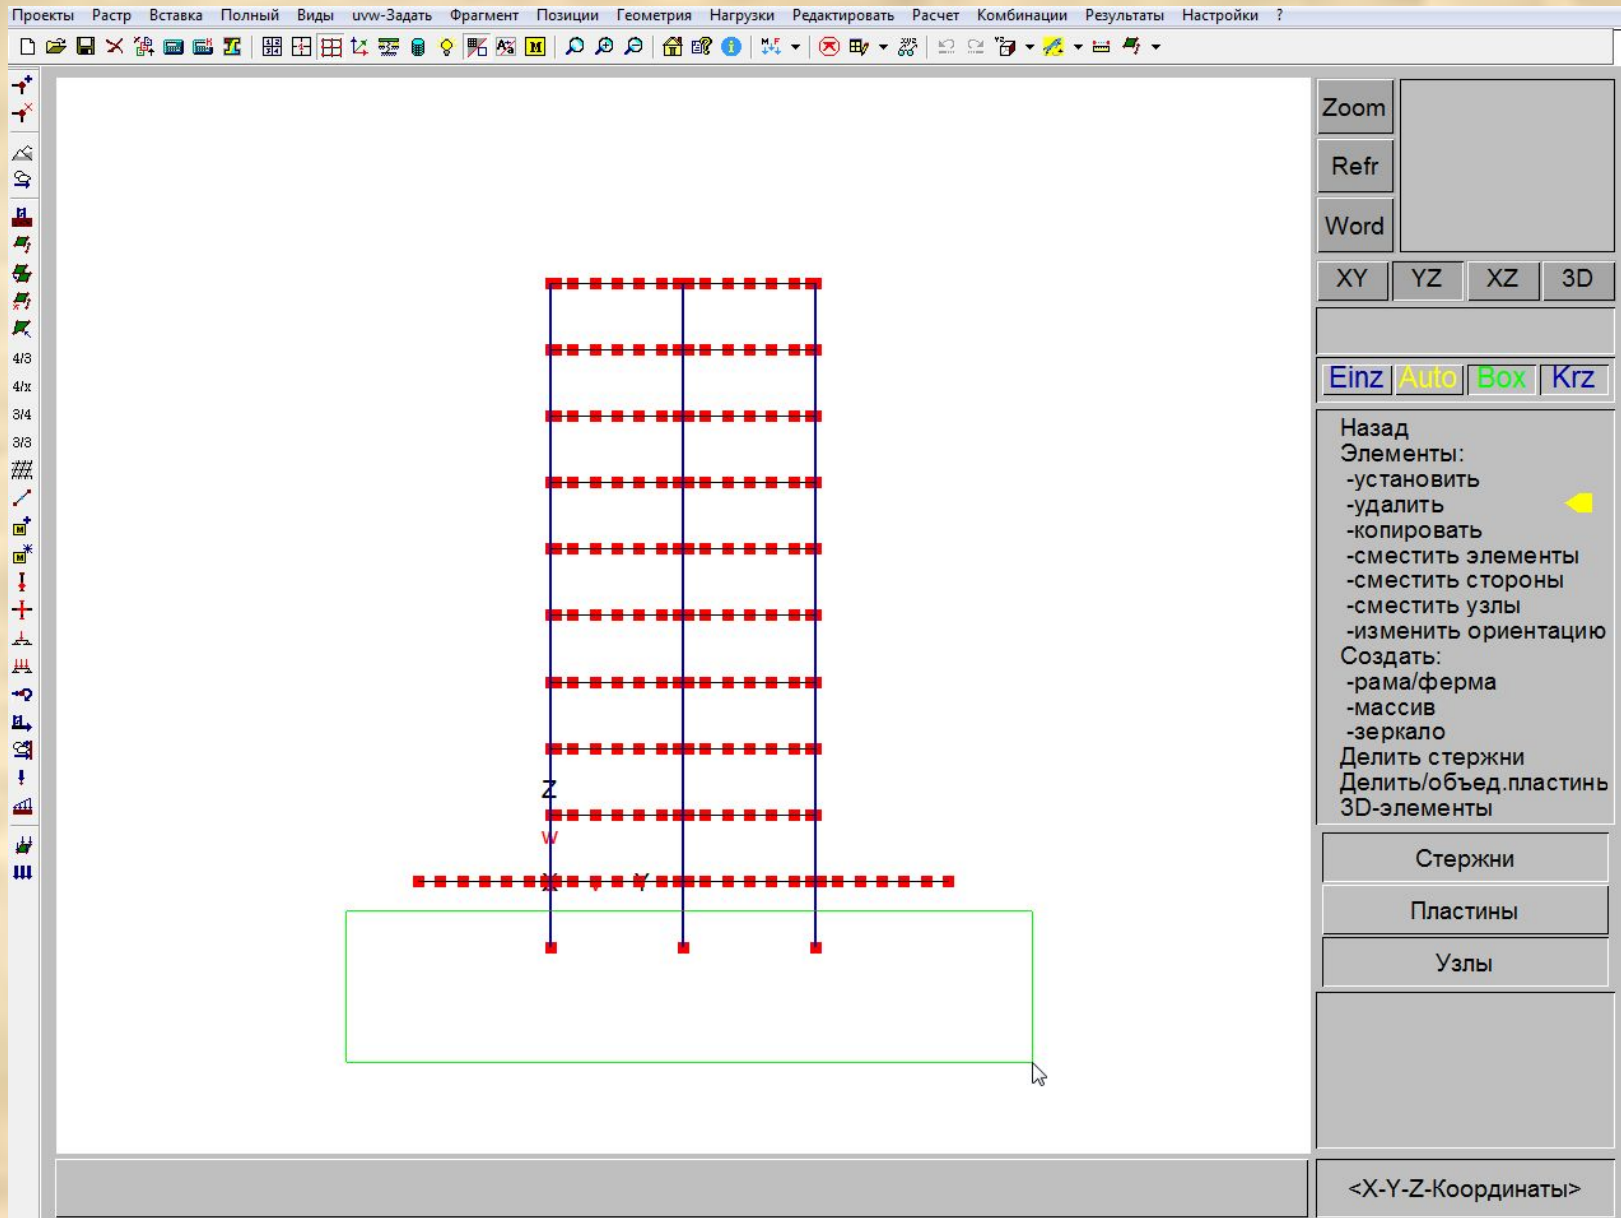 Проекты Растр Вставка Полный Виды uvw-Задать Фрагмент Позиции Геометрия Нагрузки Редактировать Расчет Комбинации Результаты Настройки ?
4/3
4/x
3/4
3/3
Z
w
X
Y
Zoom
Refr
Word
XY YZ XZ 3D
Einz Auto Box Krz
Назад
Элементы:
-установить
-удалить
-копировать
-сместить элементы
-сместить стороны
-сместить узлы
-изменить ориентацию
Создать:
-рама/ферма
-массив
-зеркало
Делить стержни
Делить/объед.пластинь
3D-элементы
Стержни
Пластины
Узлы
<X-Y-Z-Координаты>